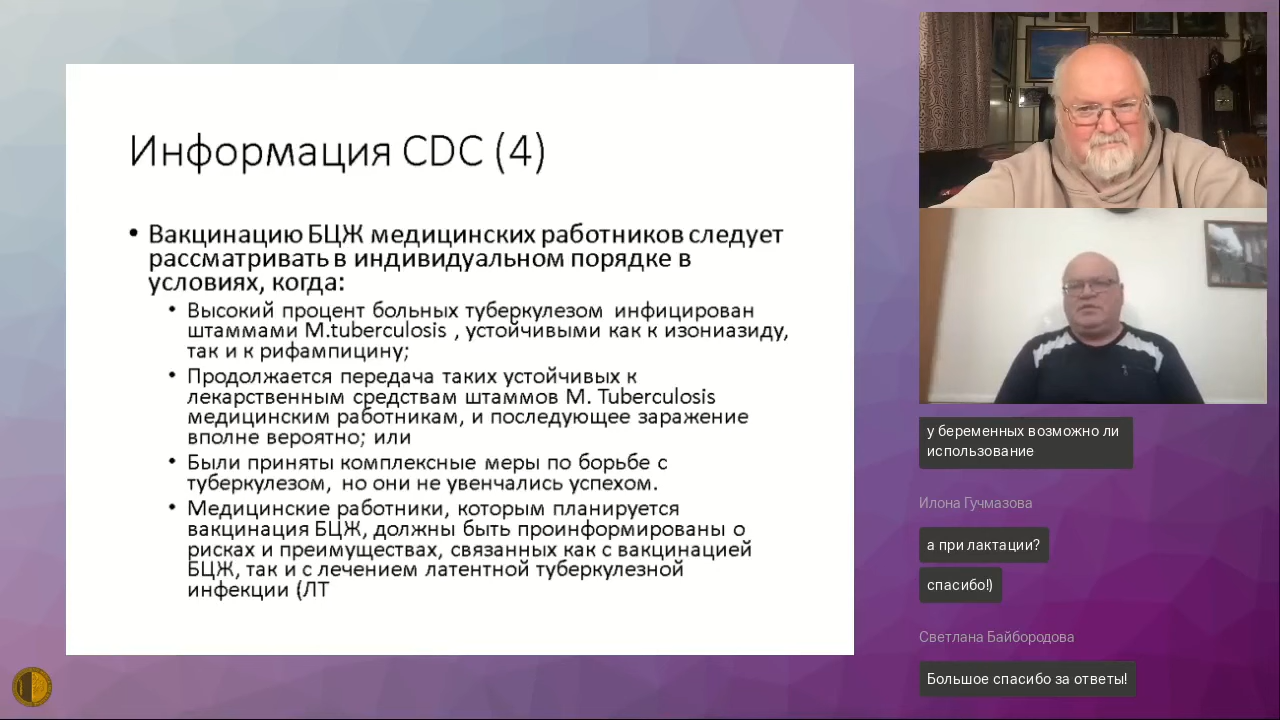 Информация CDC (4)
• Вакцинацию БЦЖ медицинских работников следует
рассматривать в индивидуальном порядке в
условиях, когда:
• Высокий процент больных туберкулезом инфицирован
штаммами M.tuberculosis , устойчивыми как к изониазиду,
так и к рифампицину;
• Продолжается передача таких устойчивых к
лекарственным средствам штаммов M. Tuberculosis
медицинским работникам, и последующее заражение
вполне вероятно; или
• Были приняты комплексные меры по борьбе с
туберкулезом, но они не увенчались успехом.
• Медицинские работники, которым планируется
вакцинация БЦЖ, должны быть проинформированы о
рисках и преимуществах, связанных как с вакцинацией
БЦЖ, так и с лечением латентной туберкулезной
инфекции (ЛТ
у беременных возможно ли
использование
Илона Гучмазова
а при лактации?
спасибо!)
Светлана Байбородова
Большое спасибо за ответы!